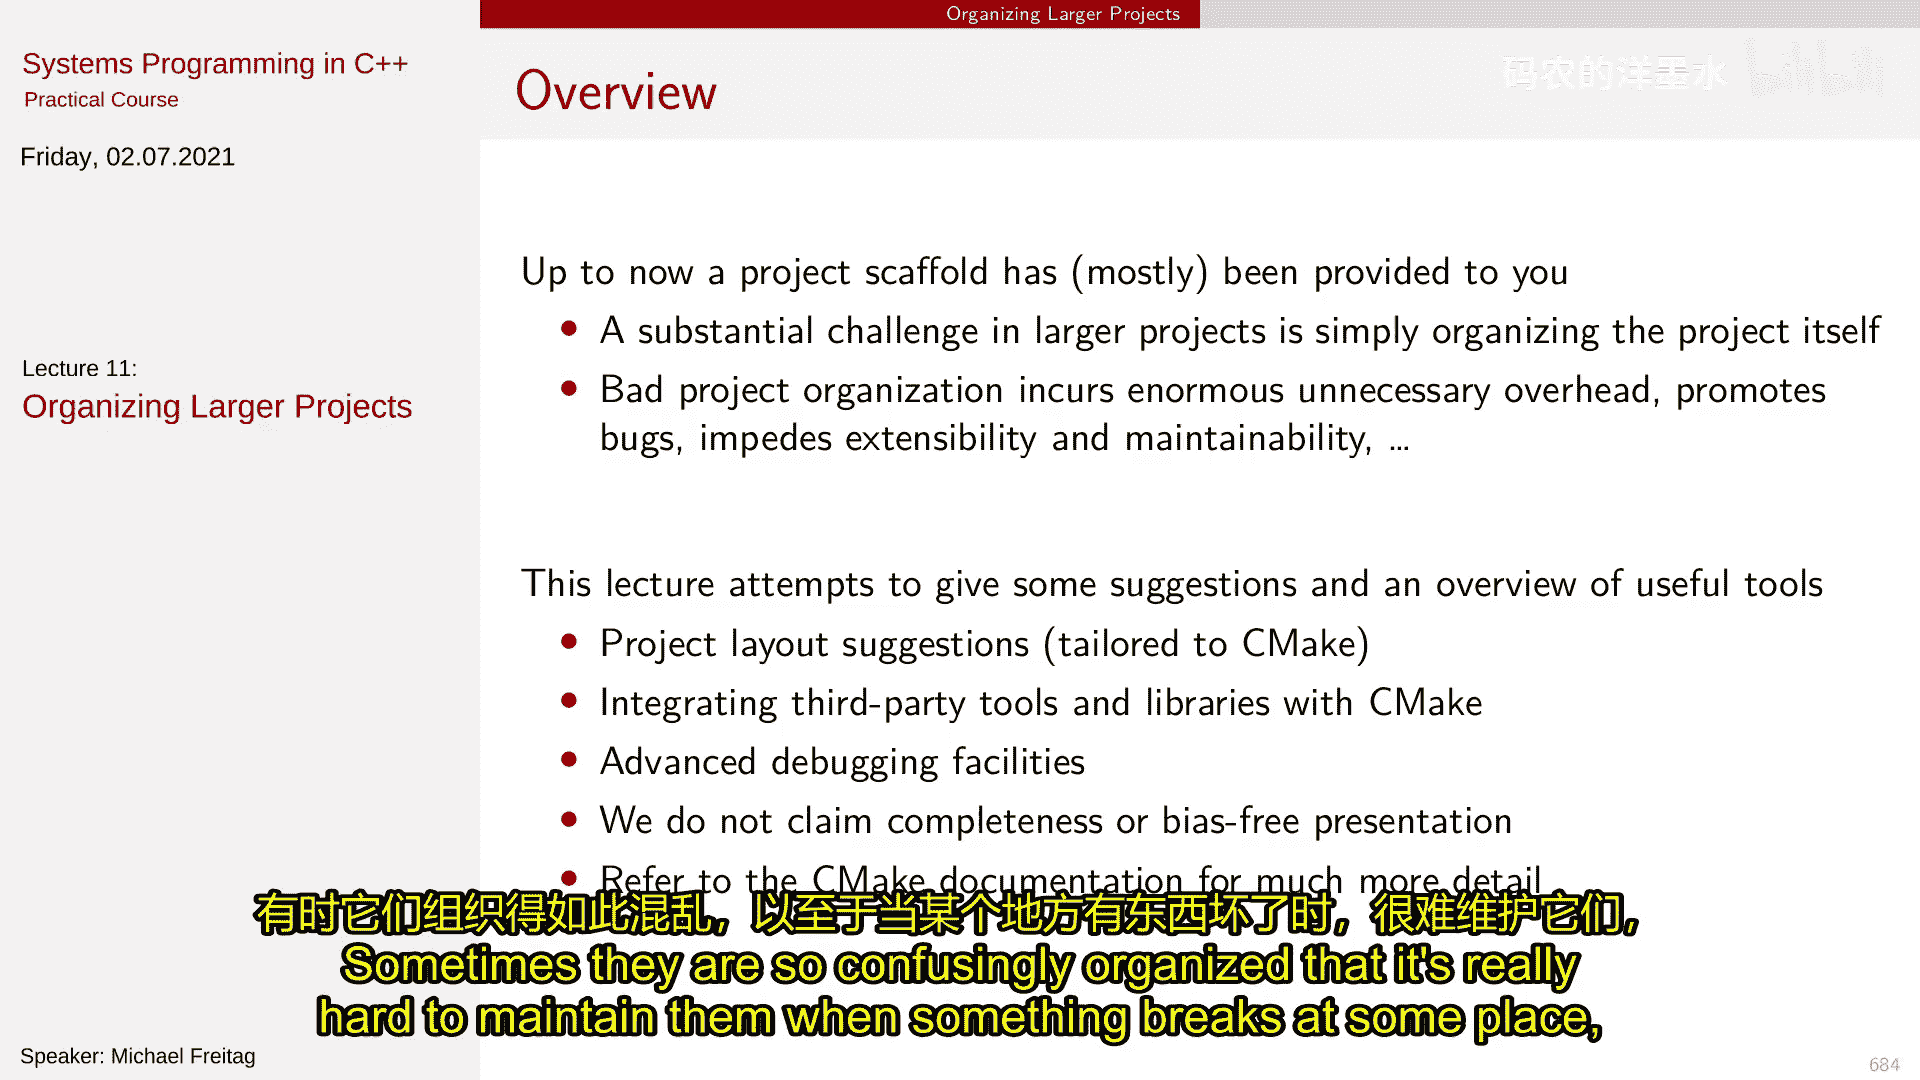 Organizing Larger Projects
Systems Programming in C++
Practical Course
Friday, 02.07.2021
Lecture 11:
Organizing Larger Projects
Speaker: Michael Freitag
Overview
码农的洋墨水
bilibili
Up to now a project scaffold has (mostly) been provided to you
A substantial challenge in larger projects is simply organizing the project itself
Bad project organization incurs enormous unnecessary overhead, promotes
bugs, impedes extensibility and maintainability, ...
This lecture attempts to give some suggestions and an overview of useful tools
Project layout suggestions (tailored to CMake)
Integrating third-party tools and libraries with CMake
Advanced debugging facilities
We do not claim completeness or bias-free presentation
Refer to the CMake documentation for much more detail
有时它们组织得如此混乱，以至于当某个地方有东西坏了时，很难维护它们，
Sometimes they are so confusingly organized that it's really
hard to maintain them when something breaks at some place,
684